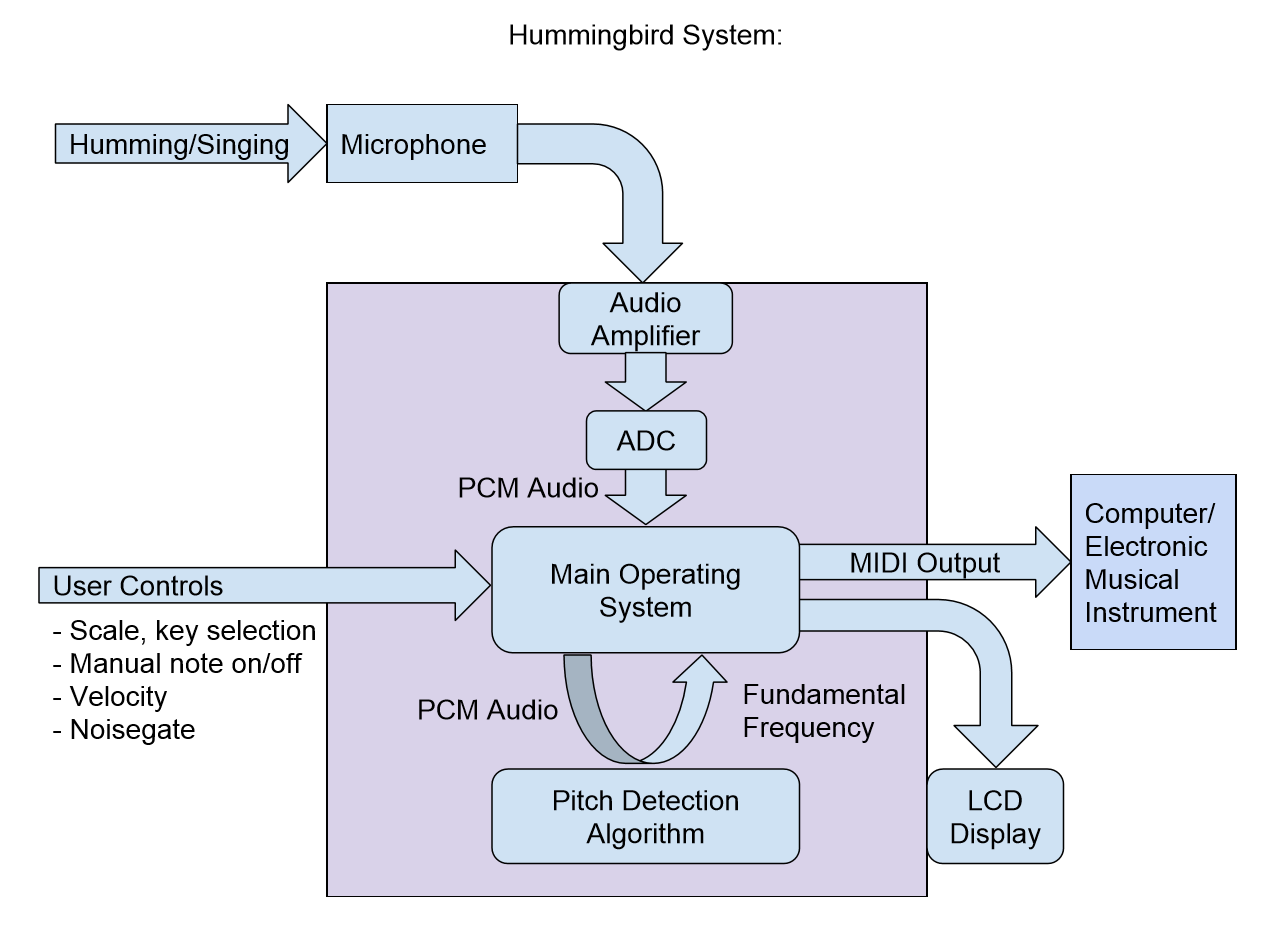 Hummingbird System:
Humming/Singing
Microphone
Audio
Amplifier
ADC
PCM Audio
Main Operating
System
User Controls
- Scale, key selection
- Manual note on/off
- Velocity
- Noisegate
MIDI Output
Computer/
Electronic
Musical
Instrument
PCM Audio
Fundamental
Frequency
Pitch Detection
Algorithm
LCD
Display